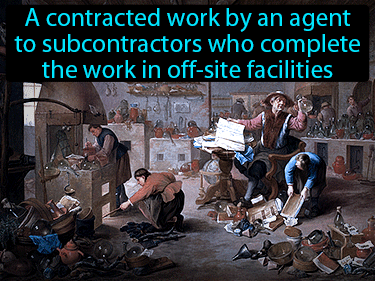 A contracted work by an agent
to subcontractors who complete
the work in off-site facilities